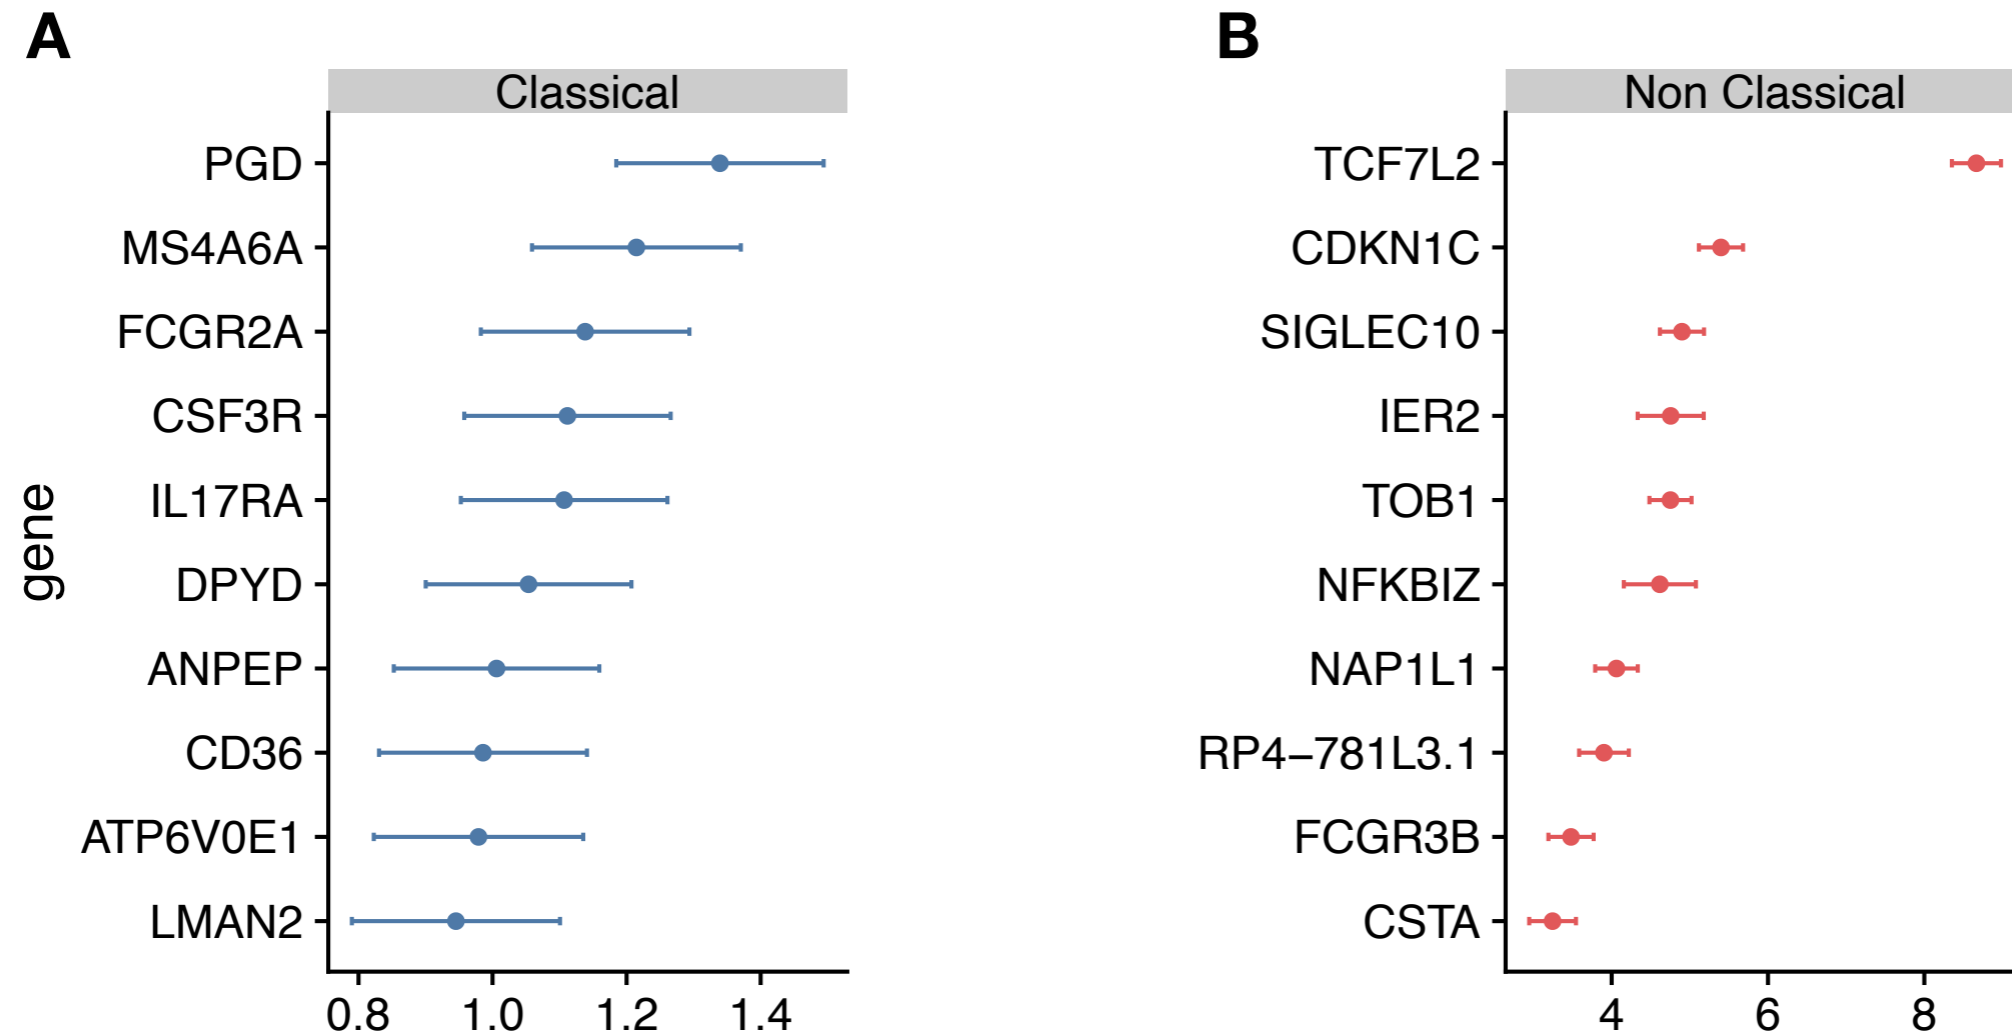 A
Classical
gene
PGD
MS4A6A
FCGR2A
CSF3R
IL17RA
DPYD
ANPEP
CD36
ATP6V0E1
LMAN2
0.8 1.0 1.2 1.4
B
Non Classical
TCF7L2
CDKN1C
SIGLEC10
IER2
TOB1
NFKBIZ
NAP1L1
RP4−781L3.1
FCGR3B
CSTA
4 6 8